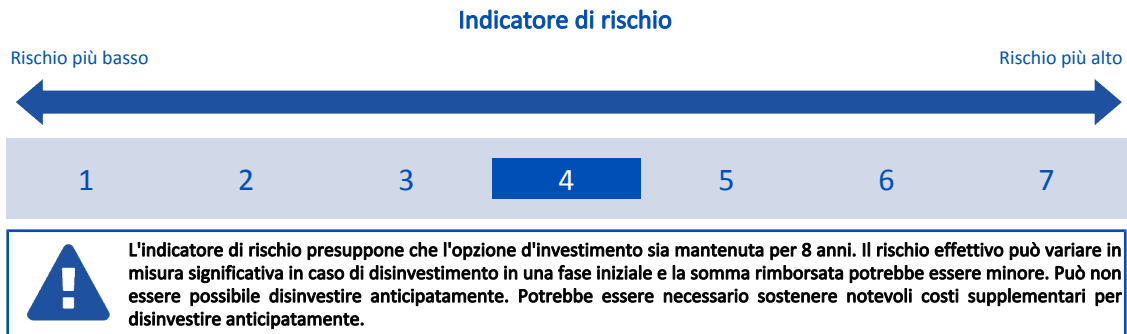 Indicatore di rischio
Rischio più basso
Rischio più alto
1 2 3 4 5 6 7
L'indicatore di rischio presuppone che l'opzione d'investimento sia mantenuta per 8 anni. Il rischio effettivo può variare in
misura significativa in caso di disinvestimento in una fase iniziale e la somma rimborsata potrebbe essere minore. Può non
essere possibile disinvestire anticipatamente. Potrebbe essere necessario sostenere notevoli costi supplementari per
disinvestire anticipatamente.